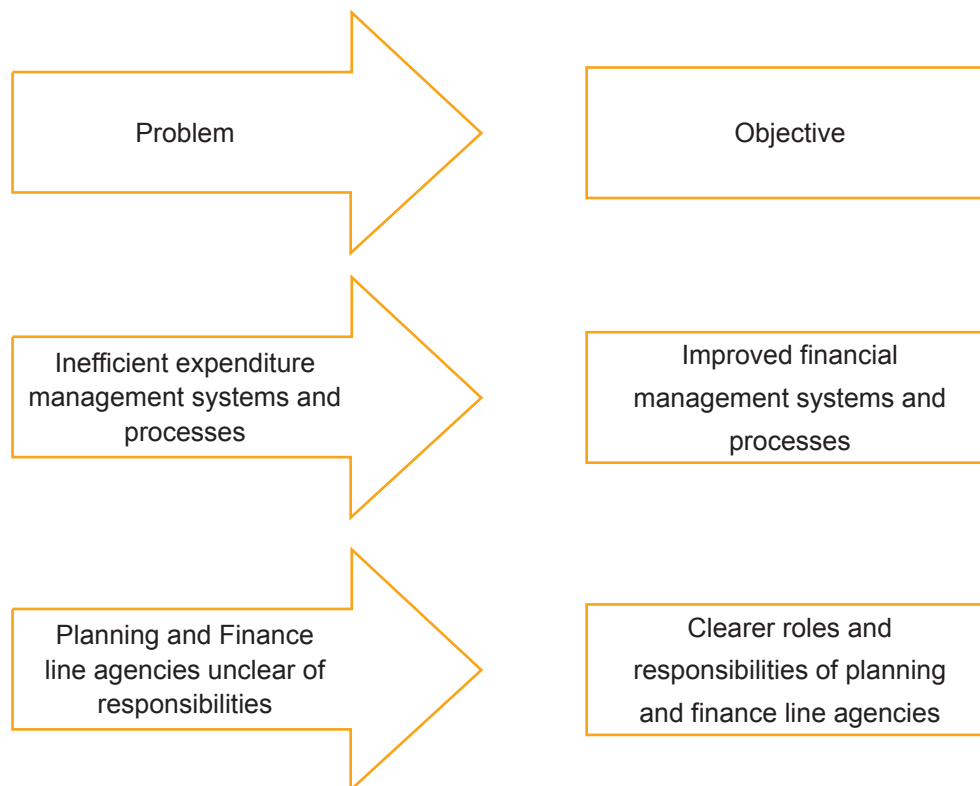 Problem
Objective
Inefficient expenditure
management systems and
processes
Improved financial
management systems and
processes
Planning and Finance
line agencies unclear of
responsibilities
Clearer roles and
responsibilities of planning
and finance line agencies